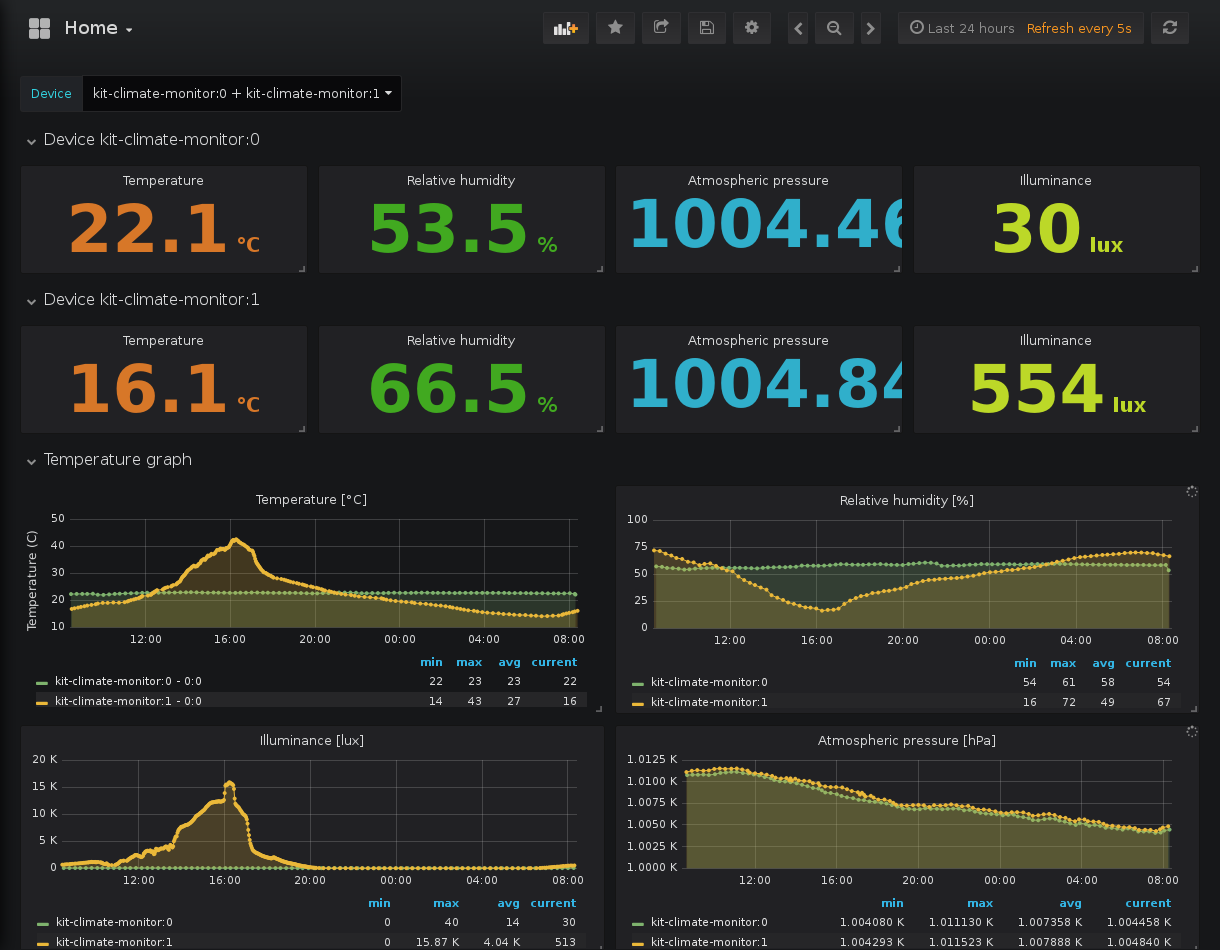 Home
Last 24 hours Refresh every 5s
Device kit-climate-monitor:0 + kit-climate-monitor:1
Device kit-climate-monitor:0
Temperature Relative humidity Atmospheric pressure Illuminance
22.1 °C 53.5 % 1004.46 30 lux
Device kit-climate-monitor:1
Temperature Relative humidity Atmospheric pressure Illuminance
16.1 °C 66.5 % 1004.84 554 lux
Temperature graph
Temperature [°C]
Temperature (C)
50
40
30
20
10
12:00 16:00 20:00 00:00 04:00 08:00
min max avg current
kit-climate-monitor:0 - 0:0 22 23 23 22
kit-climate-monitor:1 - 0:0 14 43 27 16
Relative humidity [%]
100
75
50
25
0
12:00 16:00 20:00 00:00 04:00 08:00
min max avg current
kit-climate-monitor:0 54 61 58 54
kit-climate-monitor:1 16 72 49 67
Illuminance [lux]
20 K
15 K
10 K
5 K
0
12:00 16:00 20:00 00:00 04:00 08:00
min max avg current
kit-climate-monitor:0 0 40 14 30
kit-climate-monitor:1 0 15.87 K 4.04 K 513
Atmospheric pressure [hPa]
1.0125 K
1.0100 K
1.0075 K
1.0050 K
1.0025 K
1.0000 K
12:00 16:00 20:00 00:00 04:00 08:00
min max avg current
kit-climate-monitor:0 1.004080 K 1.011130 K 1.007358 K 1.004458 K
kit-climate-monitor:1 1.004293 K 1.011523 K 1.007888 K 1.004840 K